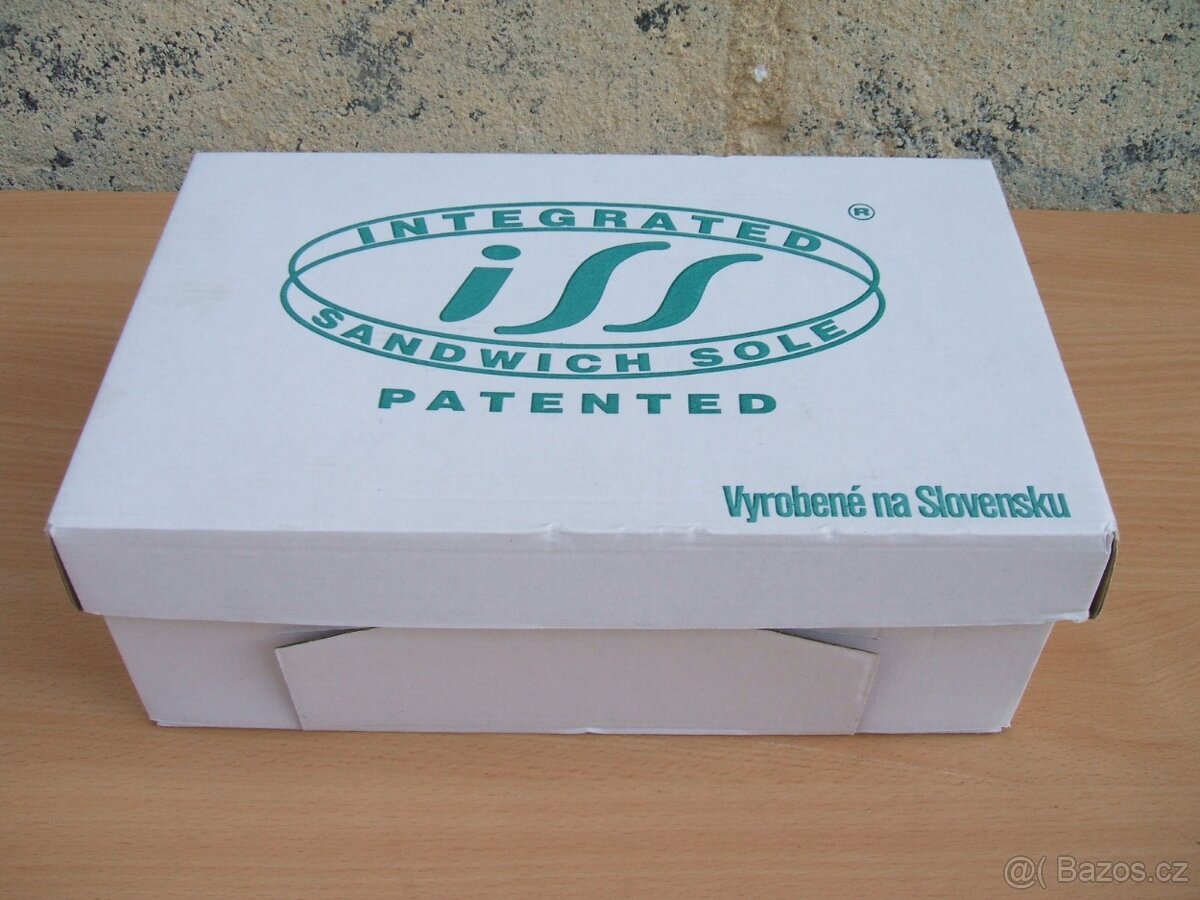 INTEGRATED
®
iss
SANDWICH SOLE
PATENTED
Vyrobené na Slovensku
@( Bazos.cz